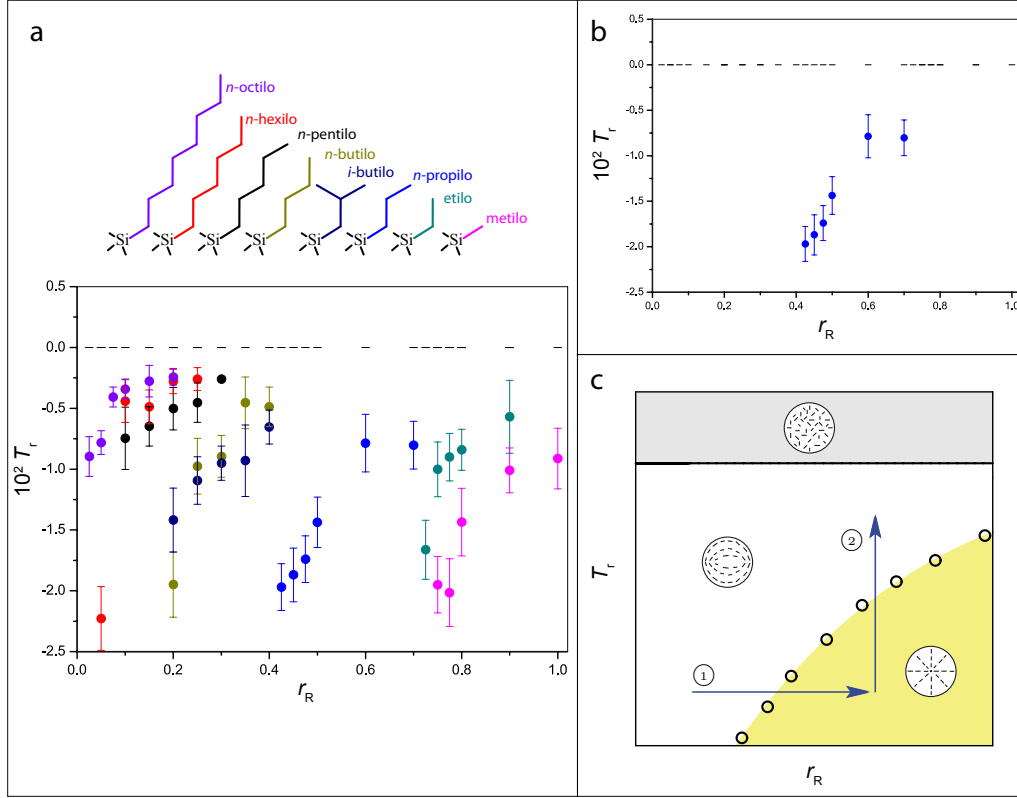 a
n-octilo
n-hexilo
n-pentilo
n-butilo
i-butilo
n-propilo
etilo
metilo
Si Si Si Si Si Si Si Si
0.5
0.0
-0.5
-1.0
-1.5
-2.0
-2.5
10² Tr
0.0 0.2 0.4 0.6 0.8 1.0
rR
b
-0.5
0.0
-0.5
-1.0
-1.5
-2.0
-2.5
10² Tr
0.0 0.2 0.4 0.6 0.8 1.0
rR
c
2
1
Tr
rR